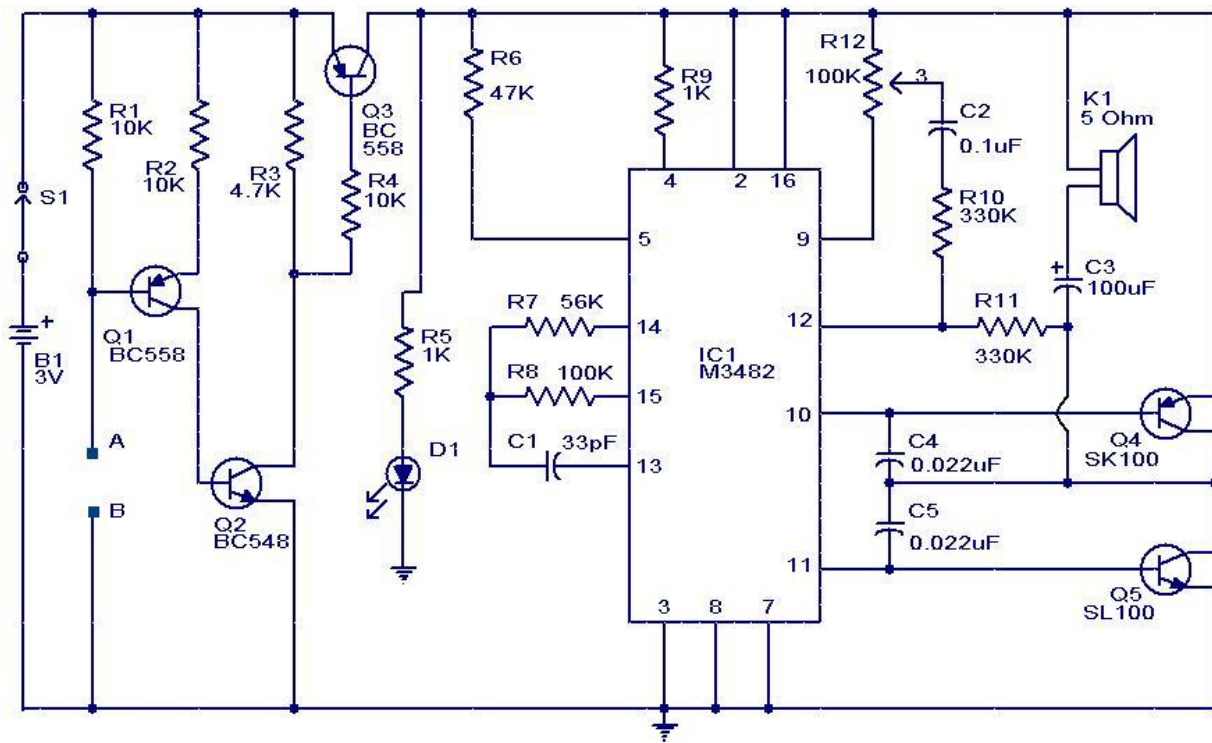 S1
B1
3V
+
R1
10K
R2
10K
R3
4.7K
Q3
BC
558
R4
10K
Q1
BC558
A
B
Q2
BC548
R5
1K
D1
R6
47K
R7 56K
R8 100K
C1 33pF
R9
1K
4 2 16
5
14
15
13
9
12
10
11
3 8 7
IC1
M3482
R12
100K
3
C2
0.1uF
R10
330K
R11
330K
K1
5 Ohm
+
C3
100uF
C4
0.022uF
C5
0.022uF
Q4
SK100
Q5
SL100